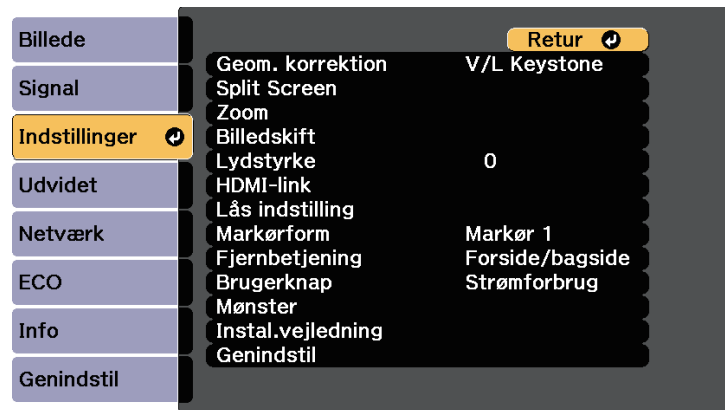 Billede
Signal
Indstillinger
Udvidet
Netværk
ECO
Info
Genindstil
Retur
Geom. korrektion V/L Keystone
Split Screen
Zoom
Billedskift
Lydstyrke 0
HDMI-link
Lås indstilling
Markørform Markør 1
Fjernbetjening Forside/bagside
Brugerknap Strømforbrug
Mønster
Instal.vejledning
Genindstil